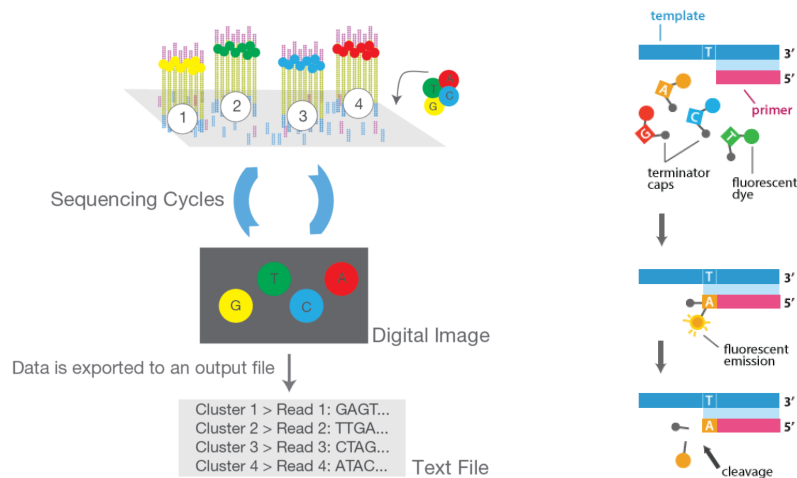 A
T
C
G
1
2
3
4
Sequencing Cycles
G
T
C
A
Digital Image
Data is exported to an output file
Cluster 1 > Read 1: GAGT...
Cluster 2 > Read 2: TTGA...
Cluster 3 > Read 3: CTAG...
Cluster 4 > Read 4: ATAC...
Text File
template
T
3’
5’
primer
A
G
C
T
terminator
caps
fluorescent
dye
T
3’
A
5’
fluorescent
emission
T
3’
A
5’
cleavage